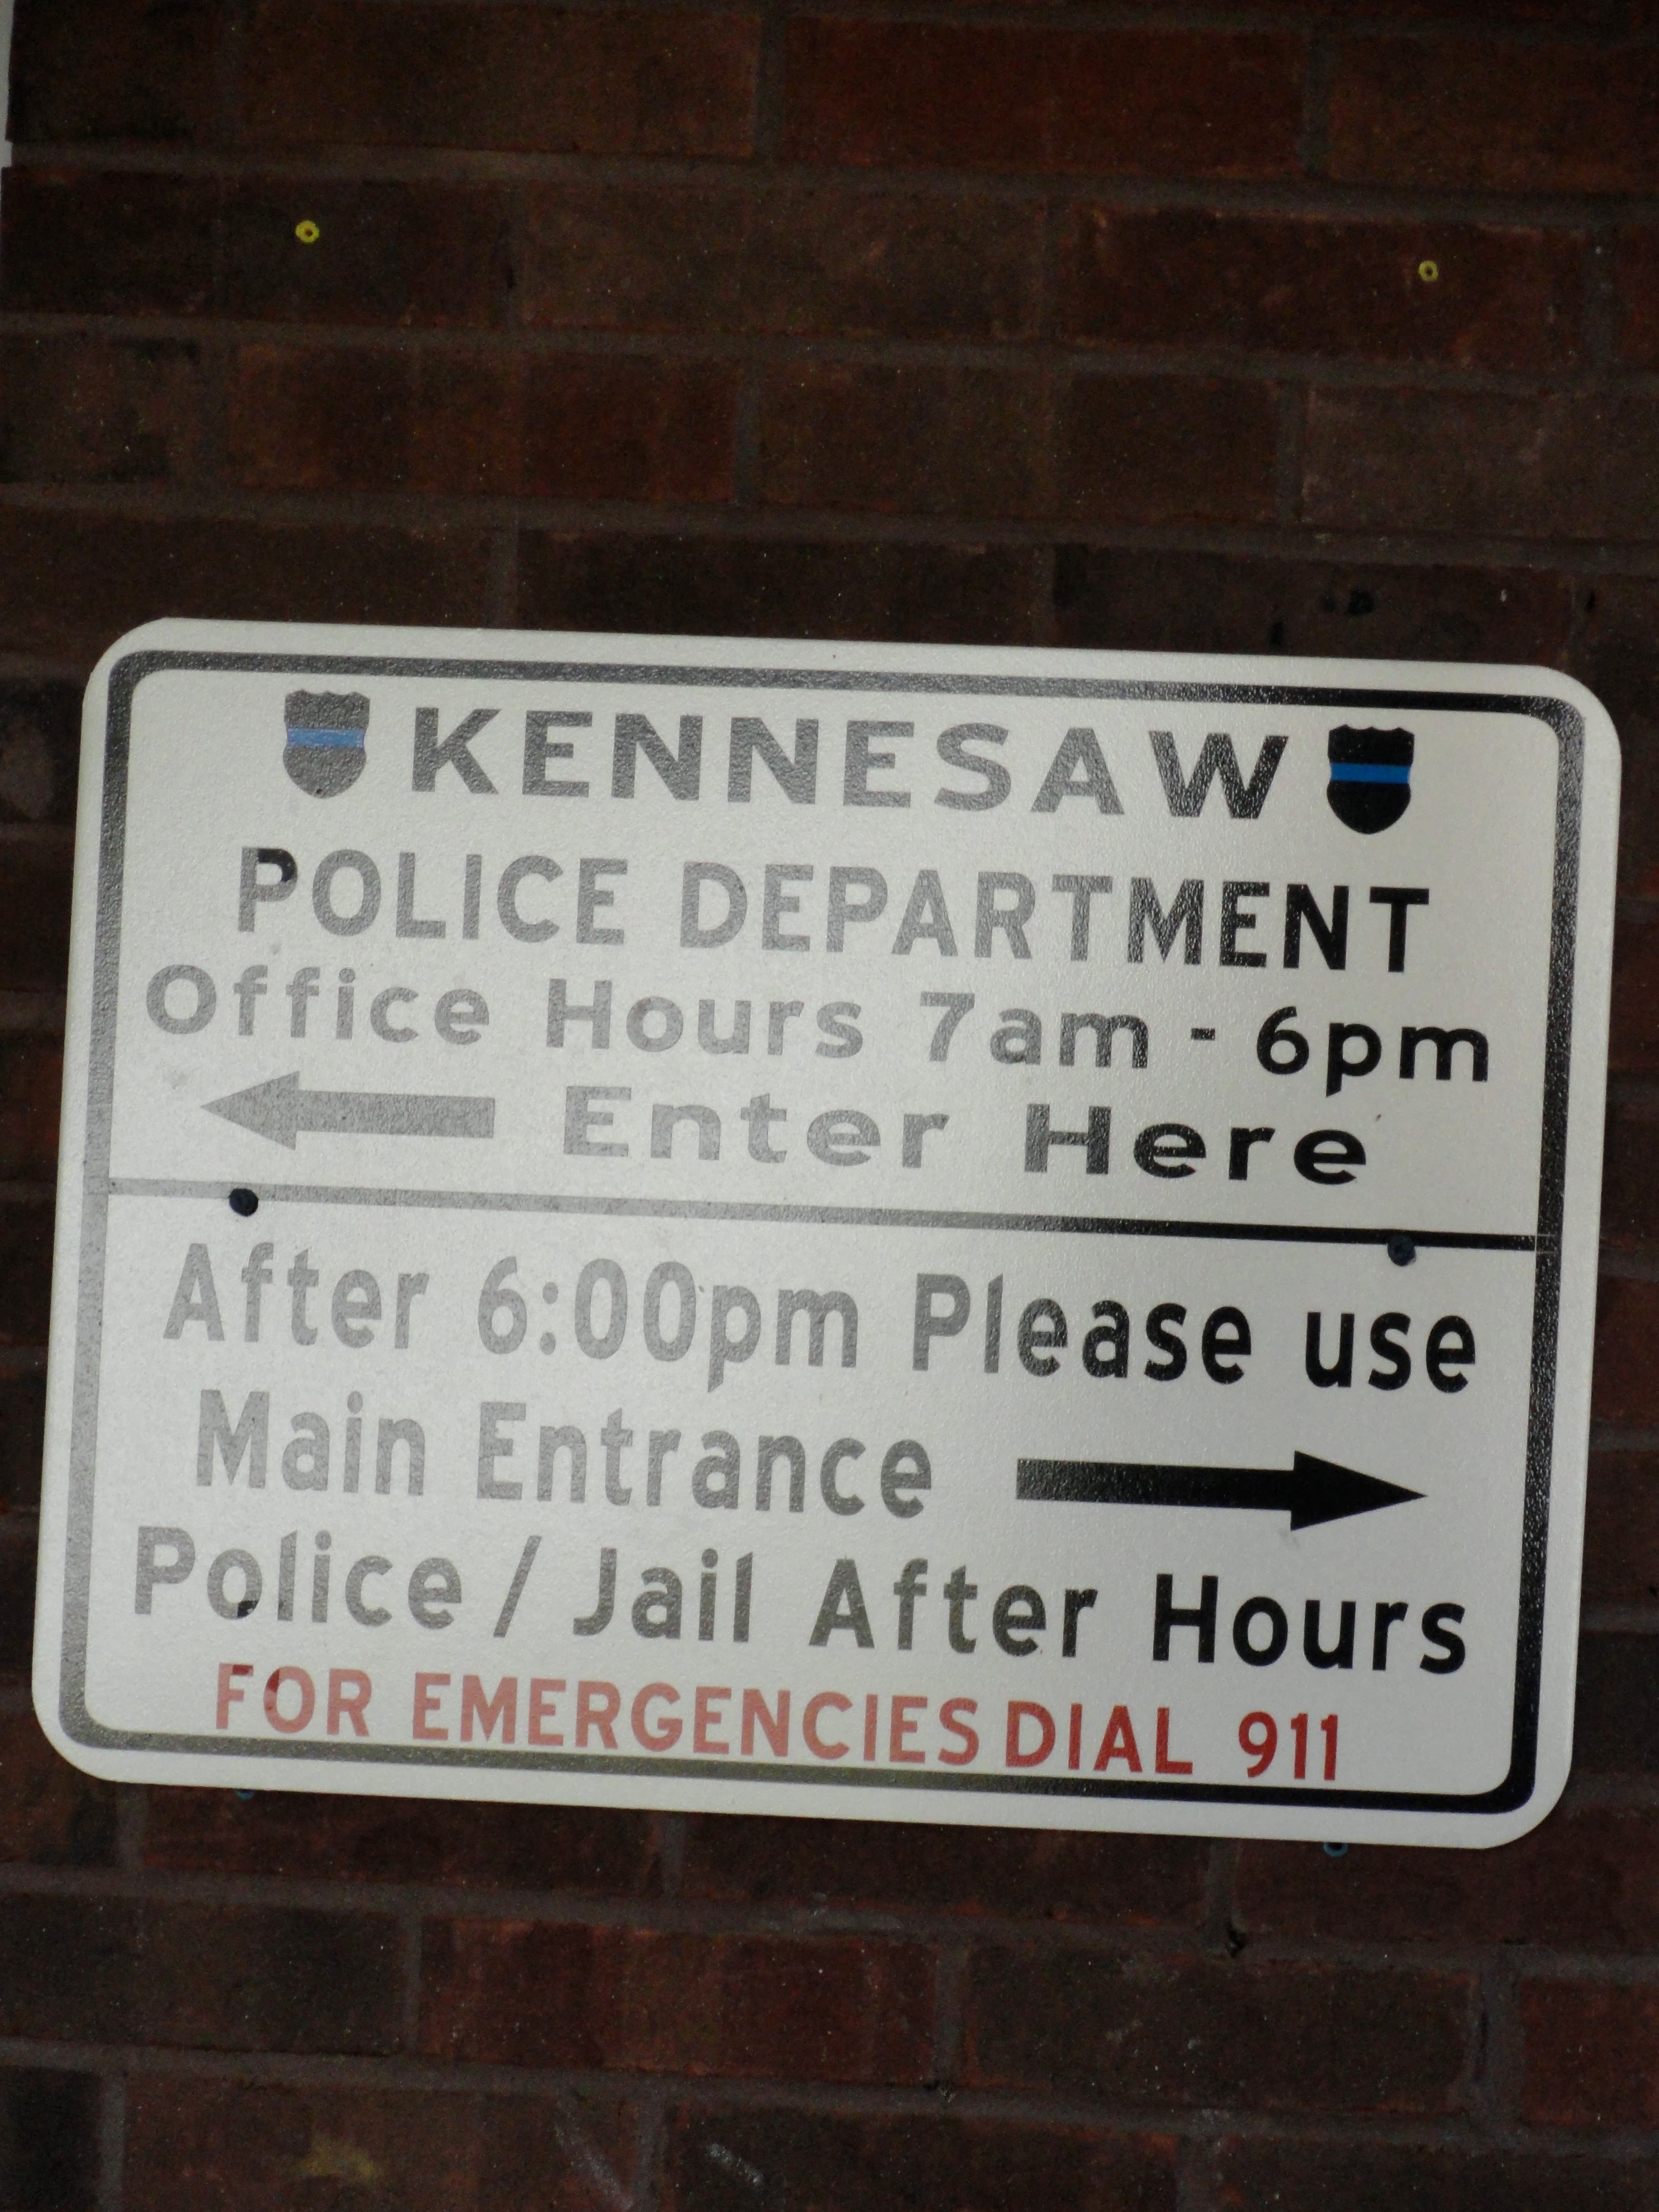 KENNESAW
POLICE DEPARTMENT
Office Hours 7am - 6pm
Enter Here
After 6:00pm Please use
Main Entrance
Police / Jail After Hours
FOR EMERGENCIES DIAL 911